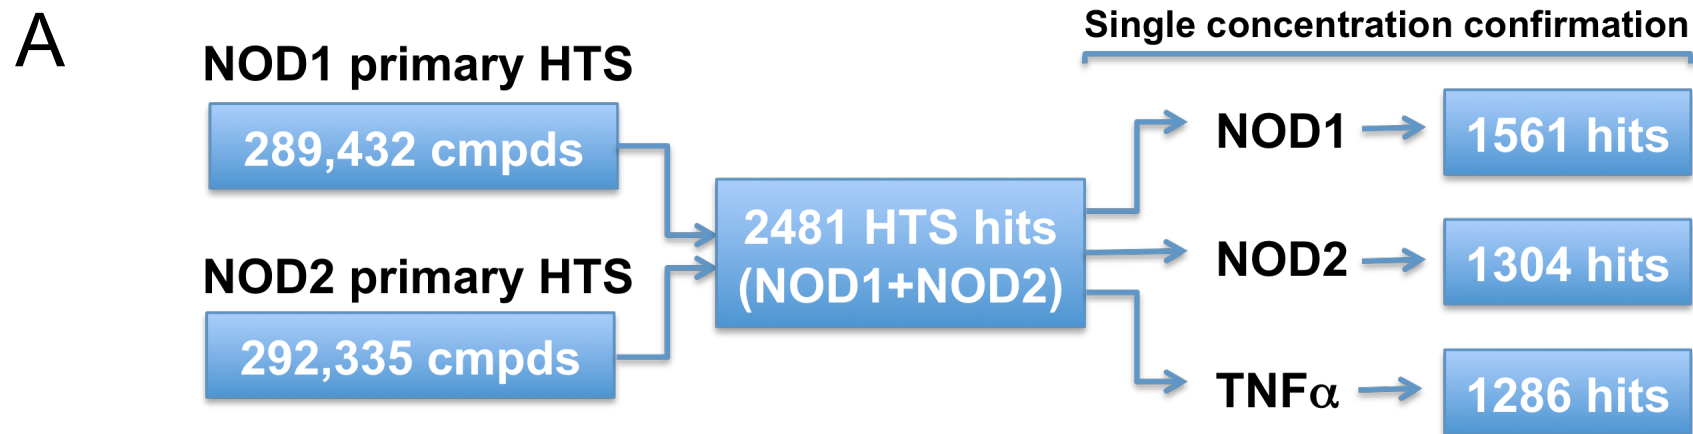 A
NOD1 primary HTS
289,432 cmpds
NOD2 primary HTS
292,335 cmpds
2481 HTS hits
(NOD1+NOD2)
Single concentration confirmation
NOD1
1561 hits
NOD2
1304 hits
TNFα
1286 hits